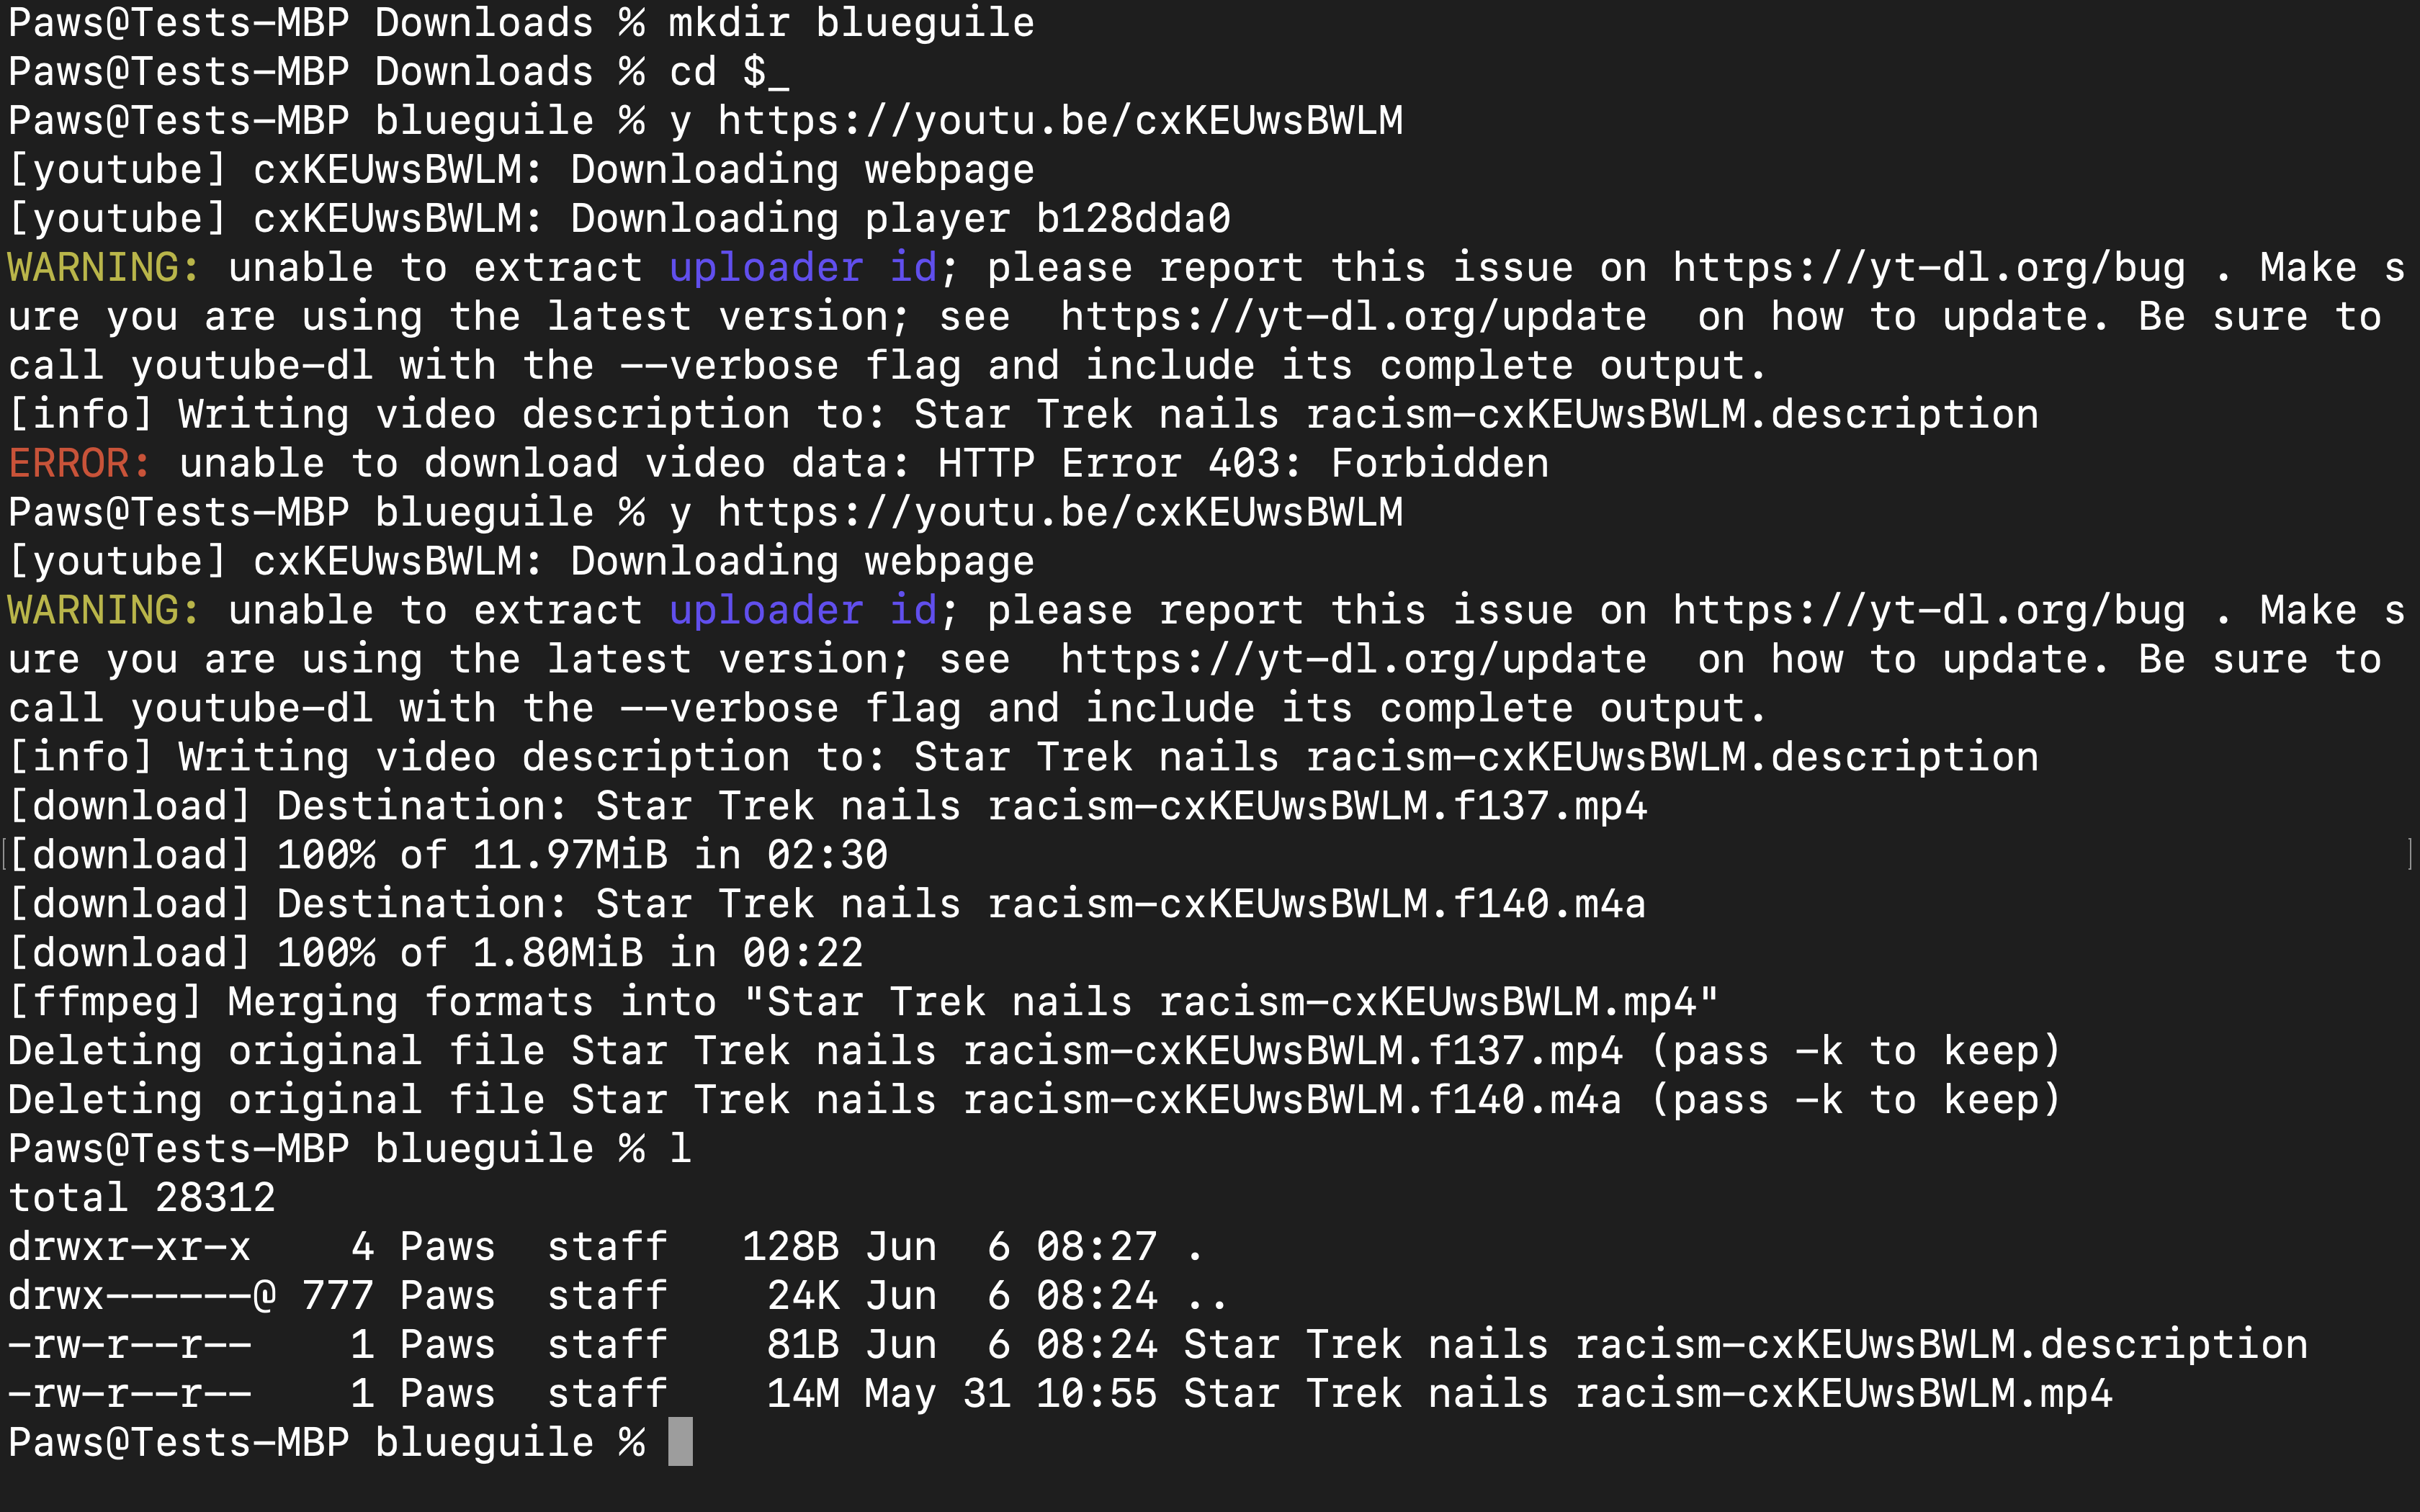 Paws@Tests-MBP Downloads % mkdir blueguile
Paws@Tests-MBP Downloads % cd $_
Paws@Tests-MBP blueguile % y https://youtu.be/cxKEUwsBWLM
[youtube] cxKEUwsBWLM: Downloading webpage
[youtube] cxKEUwsBWLM: Downloading player b128dda0
WARNING: unable to extract uploader id; please report this issue on https://yt-dl.org/bug . Make s
ure you are using the latest version; see  https://yt-dl.org/update  on how to update. Be sure to
call youtube-dl with the --verbose flag and include its complete output.
[info] Writing video description to: Star Trek nails racism-cxKEUwsBWLM.description
ERROR: unable to download video data: HTTP Error 403: Forbidden
Paws@Tests-MBP blueguile % y https://youtu.be/cxKEUwsBWLM
[youtube] cxKEUwsBWLM: Downloading webpage
WARNING: unable to extract uploader id; please report this issue on https://yt-dl.org/bug . Make s
ure you are using the latest version; see  https://yt-dl.org/update  on how to update. Be sure to
call youtube-dl with the --verbose flag and include its complete output.
[info] Writing video description to: Star Trek nails racism-cxKEUwsBWLM.description
[download] Destination: Star Trek nails racism-cxKEUwsBWLM.f137.mp4
[download] 100% of 11.97MiB in 02:30
[download] Destination: Star Trek nails racism-cxKEUwsBWLM.f140.m4a
[download] 100% of 1.80MiB in 00:22
[ffmpeg] Merging formats into "Star Trek nails racism-cxKEUwsBWLM.mp4"
Deleting original file Star Trek nails racism-cxKEUwsBWLM.f137.mp4 (pass -k to keep)
Deleting original file Star Trek nails racism-cxKEUwsBWLM.f140.m4a (pass -k to keep)
Paws@Tests-MBP blueguile % l
total 28312
drwxr-xr-x    4 Paws  staff   128B Jun  6 08:27 .
drwx------@ 777 Paws  staff    24K Jun  6 08:24 ..
-rw-r--r--    1 Paws  staff    81B Jun  6 08:24 Star Trek nails racism-cxKEUwsBWLM.description
-rw-r--r--    1 Paws  staff    14M May 31 10:55 Star Trek nails racism-cxKEUwsBWLM.mp4
Paws@Tests-MBP blueguile %